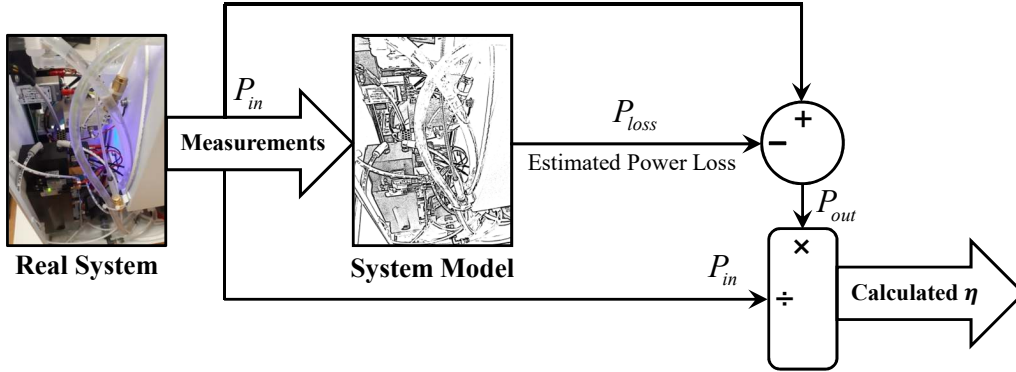 P_in
Measurements
Real System
System Model
P_loss
Estimated Power Loss
+
−
P_out
P_in
×
÷
Calculated η